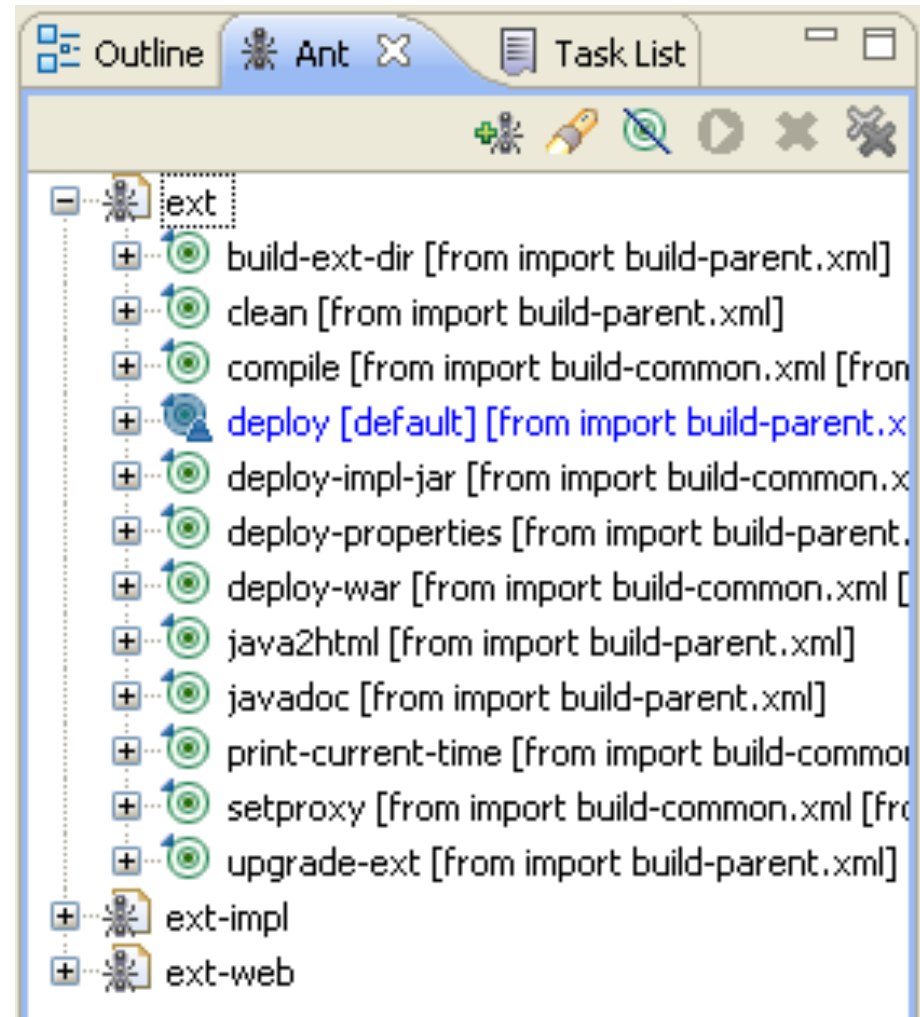 Outline Ant Task List
ext
build-ext-dir [from import build-parent.xml]
clean [from import build-parent.xml]
compile [from import build-common.xml [from
deploy [default] [from import build-parent.x
deploy-impl-jar [from import build-common.x
deploy-properties [from import build-parent.
deploy-war [from import build-common.xml [
java2html [from import build-parent.xml]
javadoc [from import build-parent.xml]
print-current-time [from import build-common
setproxy [from import build-common.xml [fro
upgrade-ext [from import build-parent.xml]
ext-impl
ext-web